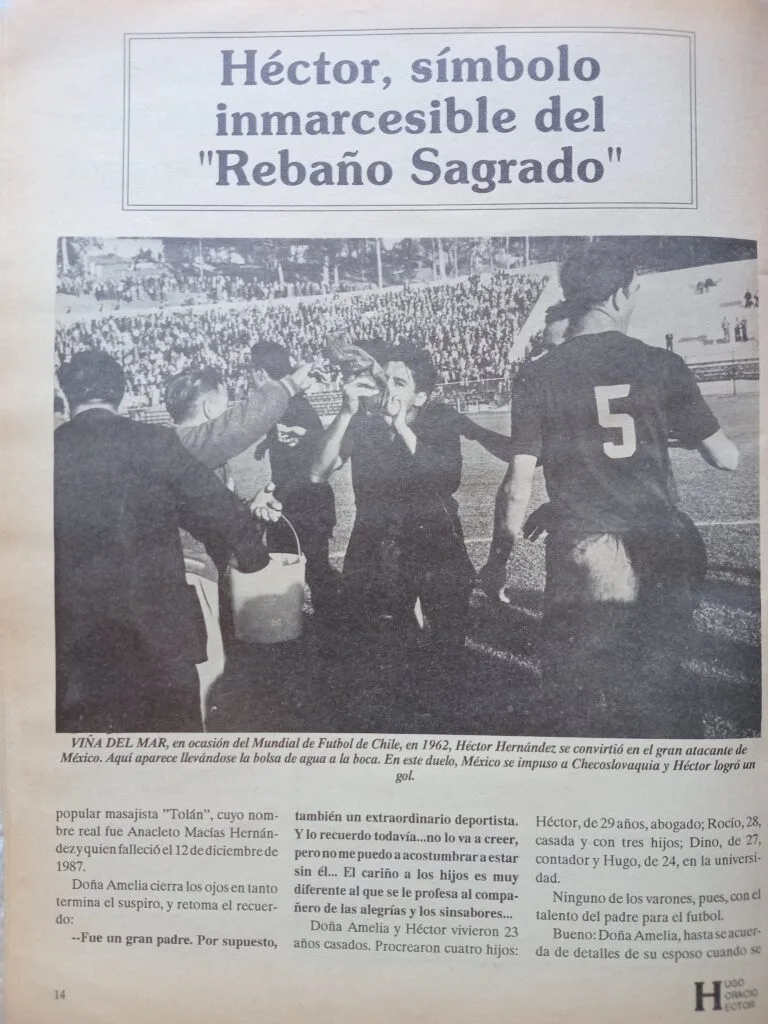 Héctor, símbolo
inmarcesible del
"Rebaño Sagrado"
5
VIÑA DEL MAR, en ocasión del Mundial de Futbol de Chile, en 1962, Héctor Hernández se convirtió en el gran atacante de
México. Aquí aparece llevándose la bolsa de agua a la boca. En este duelo, México se impuso a Checoslovaquia y Héctor logró un
gol.
popular masajista "Tolán", cuyo nom-
bre real fue Anacleto Macías Hernán-
dez y quien falleció el 12 de diciembre de
1987.
Doña Amelia cierra los ojos en tanto
termina el suspiro, y retoma el recuer-
do:
--Fue un gran padre. Por supuesto,
también un extraordinario deportista.
Y lo recuerdo todavía...no lo va a creer,
pero no me puedo a acostumbrar a estar
sin él... El cariño a los hijos es muy
diferente al que se le profesa al compa-
ñero de las alegrías y los sinsabores...
Doña Amelia y Héctor vivieron 23
años casados. Procrearon cuatro hijos:
Héctor, de 29 años, abogado; Rocío, 28,
casada y con tres hijos; Dino, de 27,
contador y Hugo, de 24, en la universi-
dad.
Ninguno de los varones, pues, con el
talento del padre para el futbol.
Bueno: Doña Amelia, hasta se acuer-
da de detalles de su esposo cuando se
14
HUGO
HORACIO
HECTOR